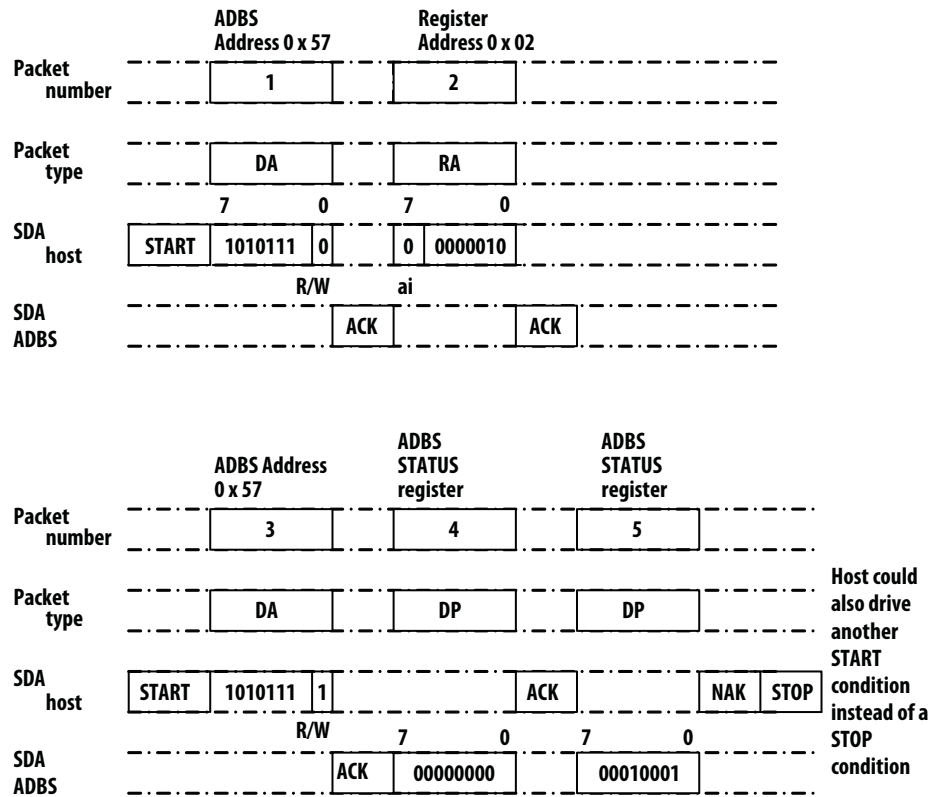 ADBS
Address 0 x 57
Register
Address 0 x 02
Packet
number
1
2
Packet
type
DA
RA
7 0 7 0
SDA
host
START 1010111 0 0 0000010
R/W ai
SDA
ADBS
ACK ACK
ADBS Address
0 x 57
ADBS
STATUS
register
ADBS
STATUS
register
Packet
number
3 4 5
Packet
type
DA DP DP
SDA
host
START 1010111 1 ACK NAK STOP
R/W 7 0 7 0
SDA
ADBS
ACK 00000000 00010001
Host could
also drive
another
START
condition
instead of a
STOP
condition